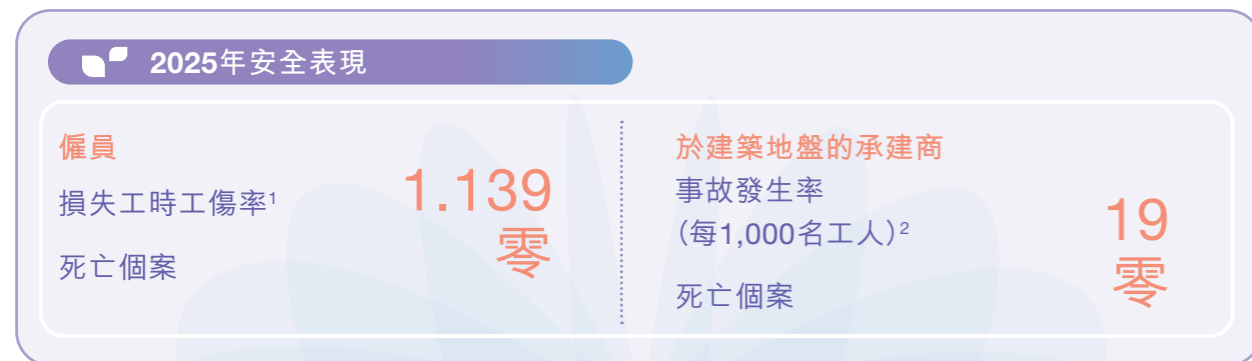 2025年安全表現
僱員
損失工時工傷率1
1.139
死亡個案
零
於建築地盤的承建商
事故發生率
(每1,000名工人)2
19
死亡個案
零